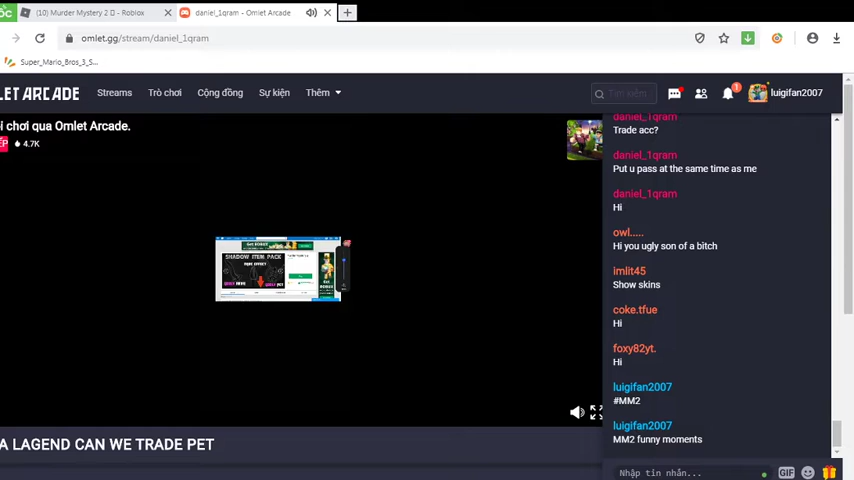 ốc
(10) Murder Mystery 2 - Roblox
daniel_1qram - Omlet Arcade
omlet.gg/stream/daniel_1qram
Super_Mario_Bros_3_S...
LET ARCADE
Streams
Trò chơi
Cộng đồng
Sự kiện
Thêm
Tìm kiếm
1
luigifan2007
i chơi qua Omlet Arcade.
ÉP
4.7K
SHADOW ITEM PACK
A LAGEND CAN WE TRADE PET
daniel_1qram
Trade acc?
daniel_1qram
Put u pass at the same time as me
daniel_1qram
Hi
owl.....
Hi you ugly son of a bitch
imlit45
Show skins
coke.tfue
Hi
foxy82yt.
Hi
luigifan2007
#MM2
luigifan2007
MM2 funny moments
Nhập tin nhắn...
GIF